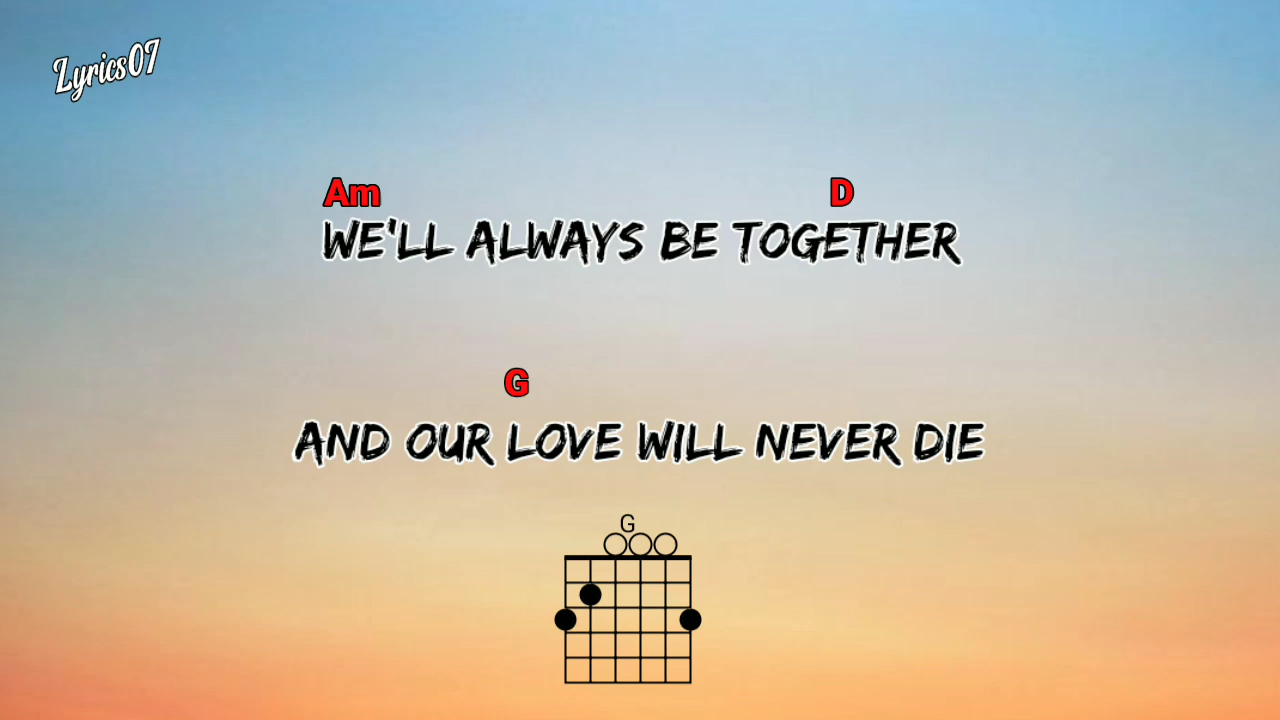 Lyrics07
Am D
WE'LL ALWAYS BE TOGETHER
G
AND OUR LOVE WILL NEVER DIE
G